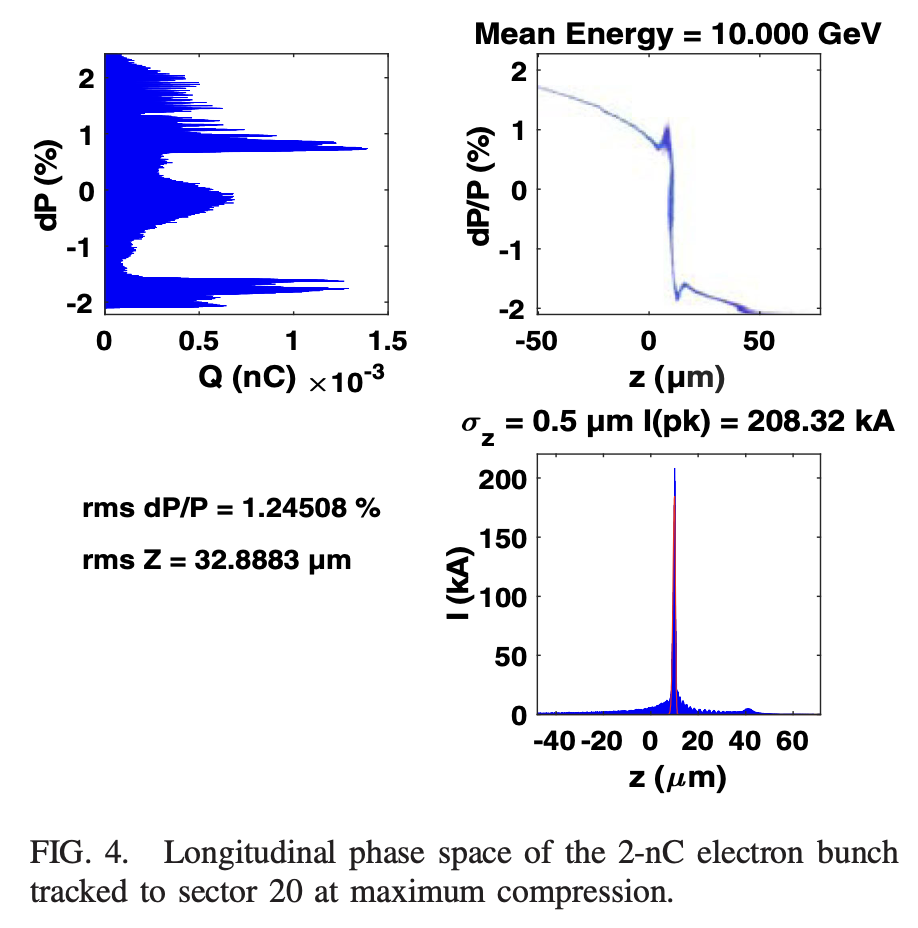 Mean Energy = 10.000 GeV
dP (%)
2
1
0
-1
-2
0 0.5 1 1.5
Q (nC) ×10-3
dP/P (%)
2
1
0
-1
-2
-50 0 50
z (µm)
σz = 0.5 µm I(pk) = 208.32 kA
rms dP/P = 1.24508 %
rms Z = 32.8883 µm
I (kA)
200
150
100
50
0
-40 -20 0 20 40 60
z (µm)
FIG. 4. Longitudinal phase space of the 2-nC electron bunch
tracked to sector 20 at maximum compression.